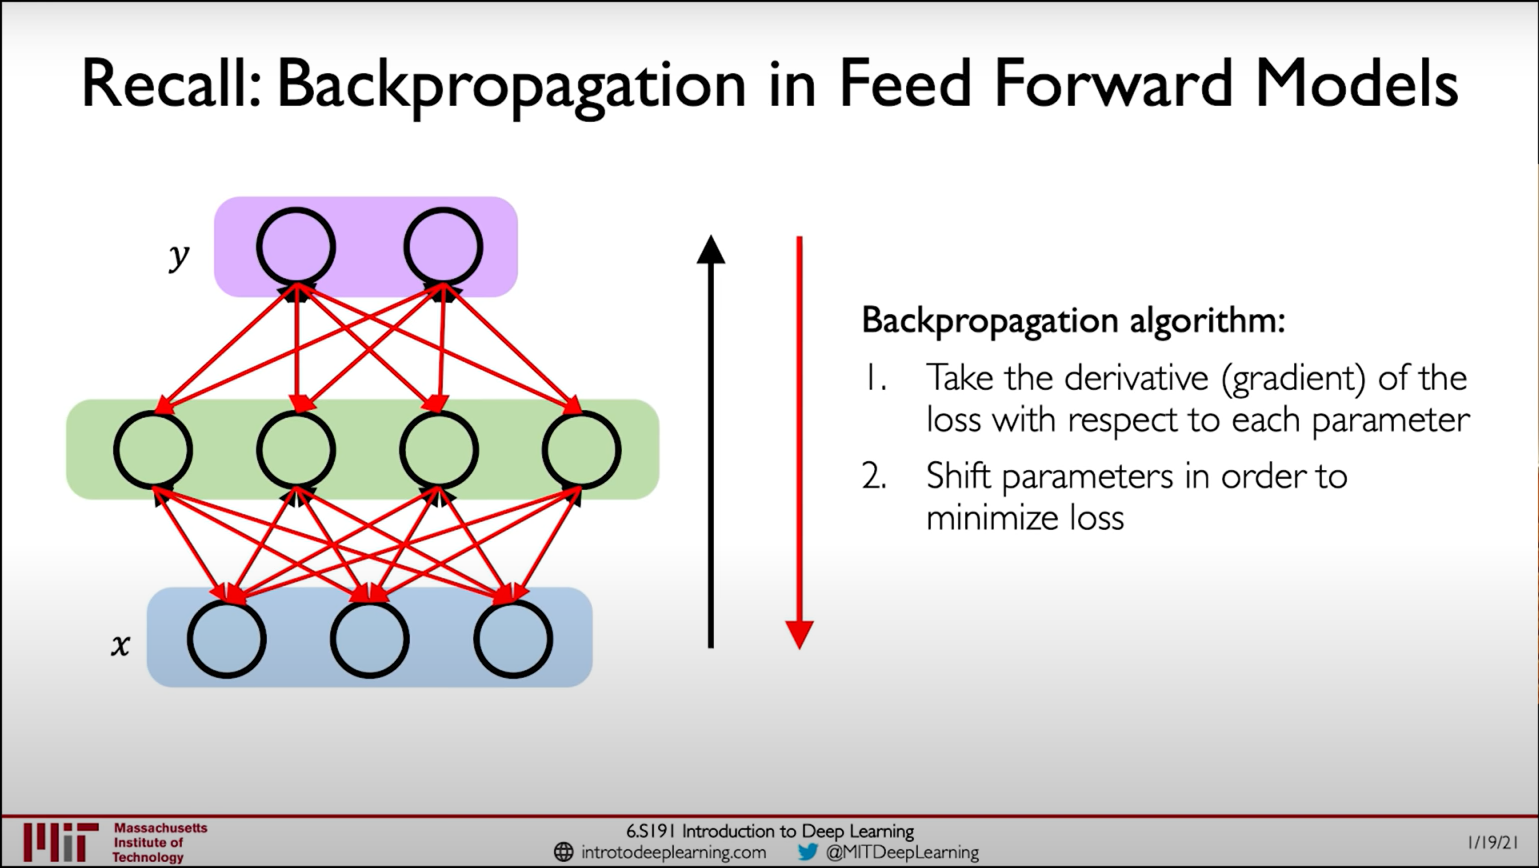 Recall: Backpropagation in Feed Forward Models
y
x
Backpropagation algorithm:
1. Take the derivative (gradient) of the
loss with respect to each parameter
2. Shift parameters in order to
minimize loss
MIT
Massachusetts
Institute of
Technology
6.S191 Introduction to Deep Learning
introtodeeplearning.com @MITDeepLearning
1/19/21